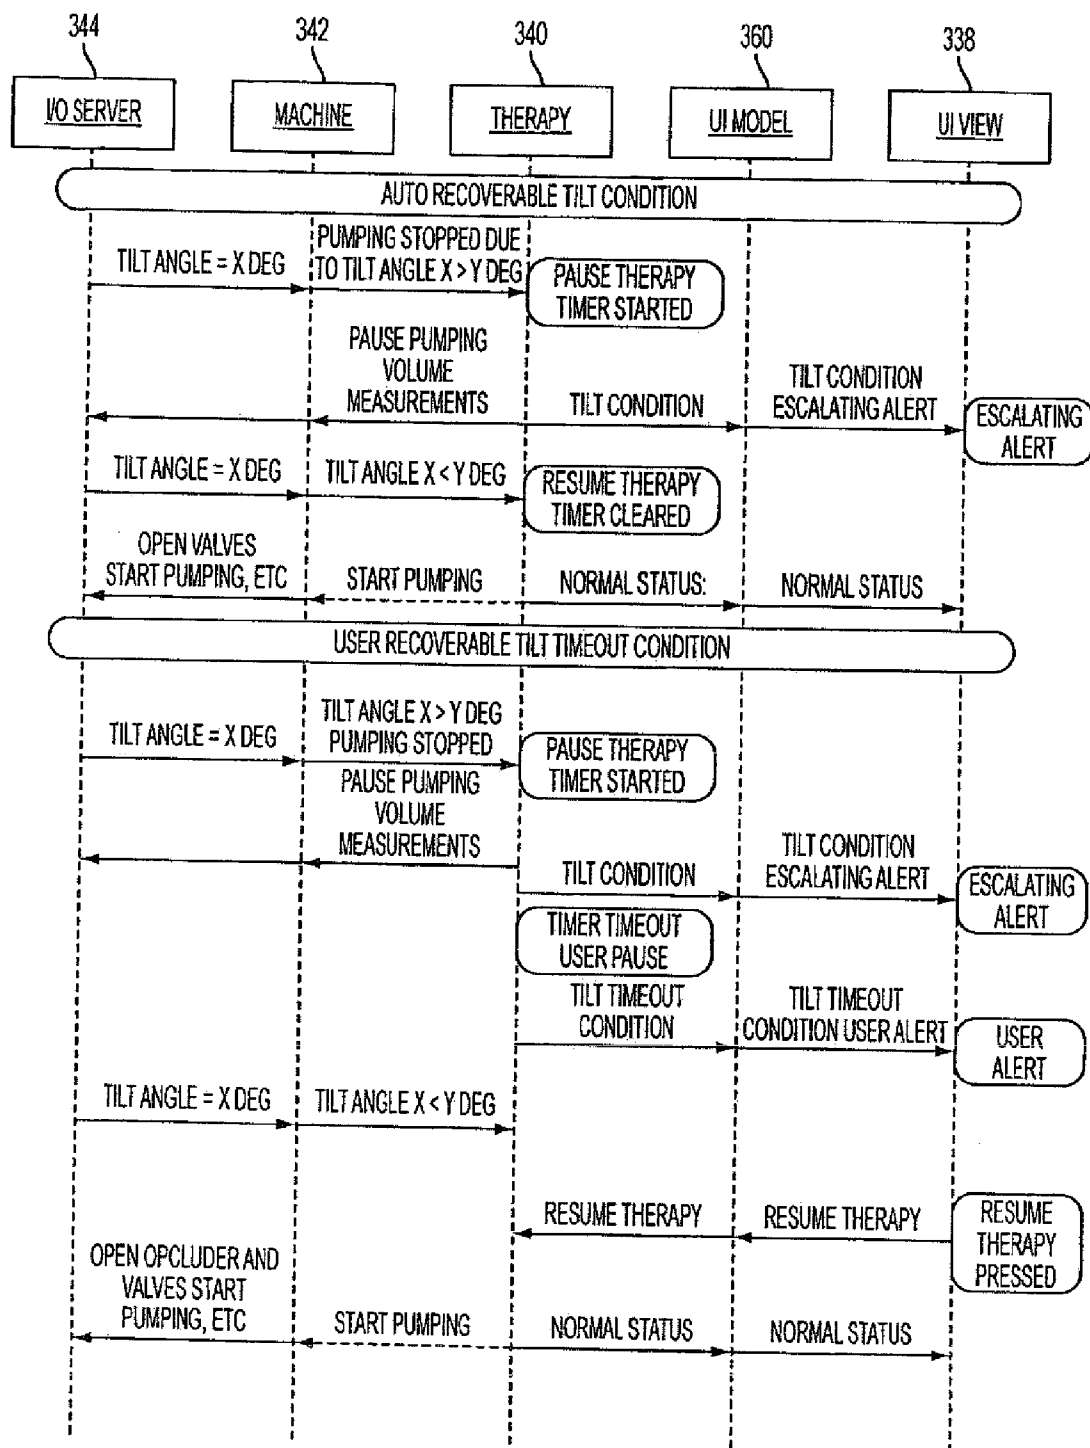 344
342
340
360
338
I/O SERVER
MACHINE
THERAPY
UI MODEL
UI VIEW
AUTO RECOVERABLE TILT CONDITION
TILT ANGLE = X DEG
PUMPING STOPPED DUE
TO TILT ANGLE X > Y DEG
PAUSE THERAPY
TIMER STARTED
PAUSE PUMPING
VOLUME
MEASUREMENTS
TILT CONDITION
TILT CONDITION
ESCALATING ALERT
ESCALATING
ALERT
TILT ANGLE = X DEG
TILT ANGLE X < Y DEG
RESUME THERAPY
TIMER CLEARED
OPEN VALVES
START PUMPING, ETC
START PUMPING
NORMAL STATUS:
NORMAL STATUS
USER RECOVERABLE TILT TIMEOUT CONDITION
TILT ANGLE = X DEG
TILT ANGLE X > Y DEG
PUMPING STOPPED
PAUSE THERAPY
TIMER STARTED
PAUSE PUMPING
VOLUME
MEASUREMENTS
TILT CONDITION
TILT CONDITION
ESCALATING ALERT
ESCALATING
ALERT
TIMER TIMEOUT
USER PAUSE
TILT TIMEOUT
CONDITION
TILT TIMEOUT
CONDITION USER ALERT
USER
ALERT
TILT ANGLE = X DEG
TILT ANGLE X < Y DEG
RESUME THERAPY
RESUME THERAPY
RESUME
THERAPY
PRESSED
OPEN OPCLUDER AND
VALVES START
PUMPING, ETC
START PUMPING
NORMAL STATUS
NORMAL STATUS